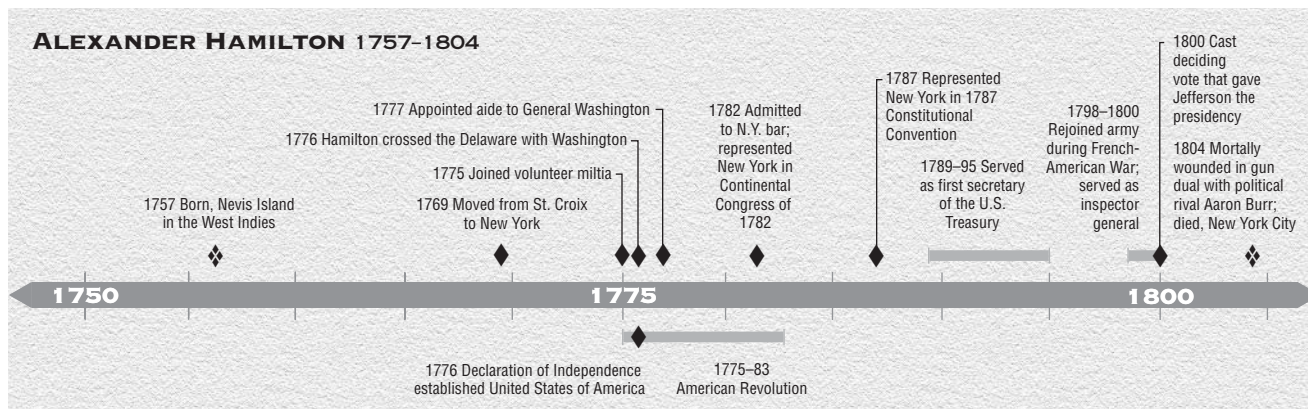 ALEXANDER HAMILTON 1757–1804
1757 Born, Nevis Island
in the West Indies
1769 Moved from St. Croix
to New York
1775 Joined volunteer miltia
1776 Hamilton crossed the Delaware with Washington
1777 Appointed aide to General Washington
1782 Admitted
to N.Y. bar;
represented
New York in
Continental
Congress of
1782
1787 Represented
New York in 1787
Constitutional
Convention
1789–95 Served
as first secretary
of the U.S.
Treasury
1798–1800
Rejoined army
during French-
American War;
served as
inspector
general
1800 Cast
deciding
vote that gave
Jefferson the
presidency
1804 Mortally
wounded in gun
dual with political
rival Aaron Burr;
died, New York City
1750
1775
1800
1776 Declaration of Independence
established United States of America
1775–83
American Revolution